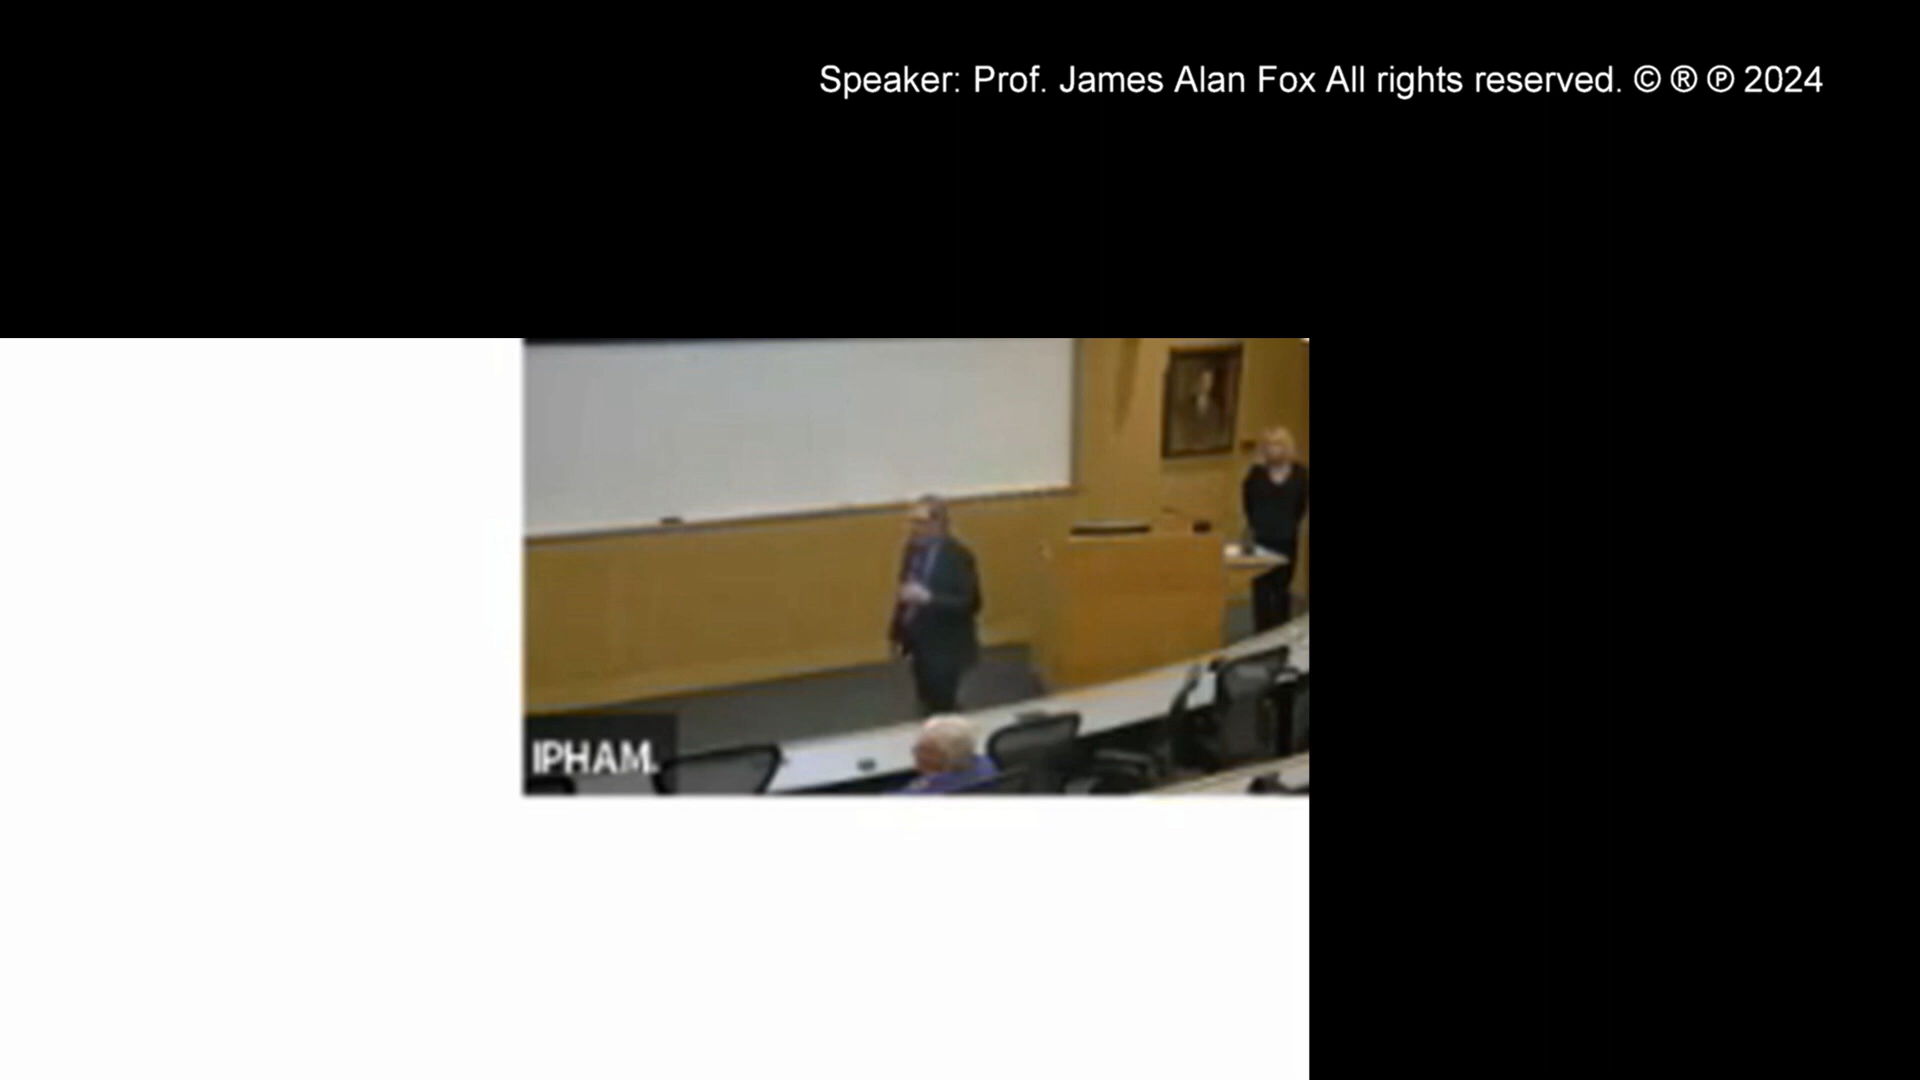 Speaker: Prof. James Alan Fox All rights reserved. © ® ℗ 2024
IPHAM.